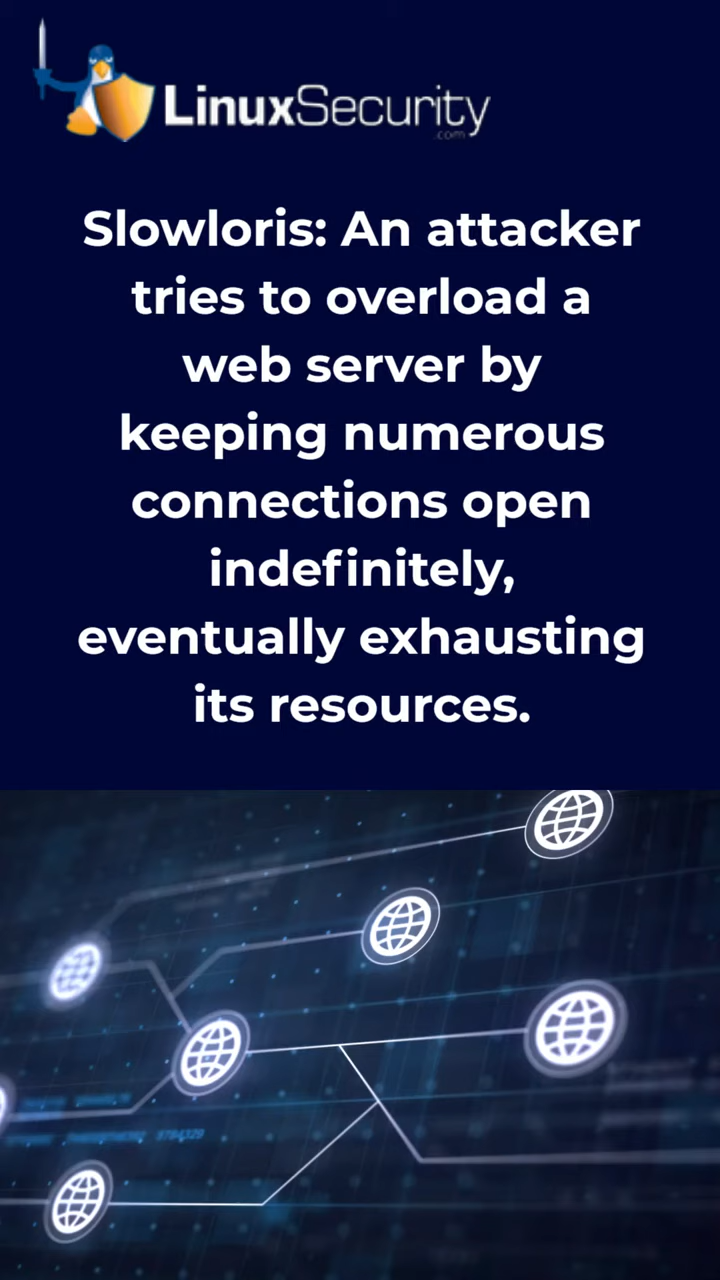 LinuxSecurity
.com
Slowloris: An attacker
tries to overload a
web server by
keeping numerous
connections open
indefinitely,
eventually exhausting
its resources.